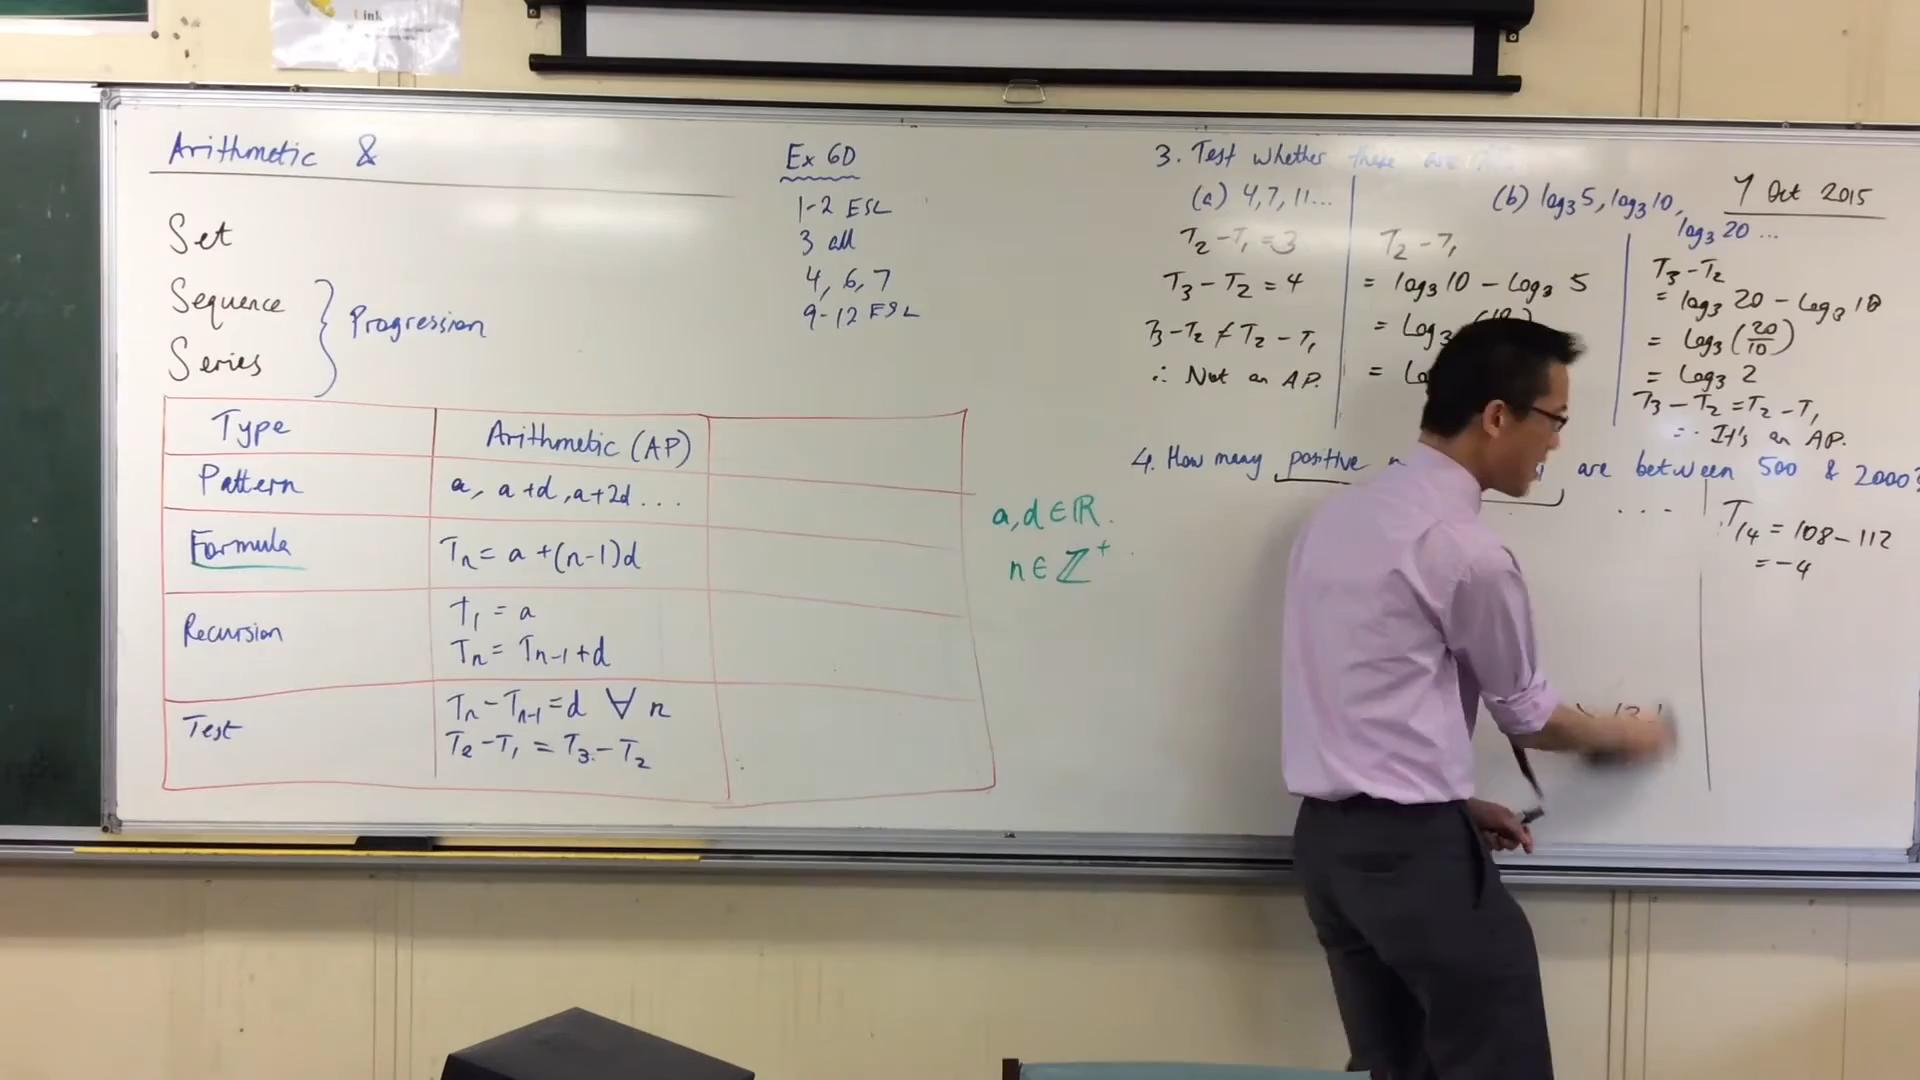 Link
Arithmetic &
Set
Sequence
Series
Progression
Ex 6D
1-2 ESL
3 all
4, 6, 7
9-12 ESL
Type
Arithmetic (AP)
Pattern
a, a+d, a+2d ...
Formula
Tn = a + (n-1)d
Recursion
T1 = a
Tn = Tn-1 + d
Test
Tn - Tn-1 = d ∀ n
T2 - T1 = T3 - T2
a, d ∈ ℝ.
n ∈ ℤ+
7 Oct 2015
3. Test whether these are
(a) 4, 7, 11...
T2 - T1 = 3
T3 - T2 = 4
T3 - T2 ≠ T2 - T1
∴ Not an AP.
(b) log3 5, log3 10,
log3 20 ...
T2 - T1
= log3 10 - log3 5
= Log3
=
T3 - T2
= log3 20 - Log3 10
= Log3 (20/10)
= Log3 2
T3 - T2 = T2 - T1
∴ It's an AP.
4. How many positive are between 500 & 2000?
...
T14 = 108 - 112
= -4